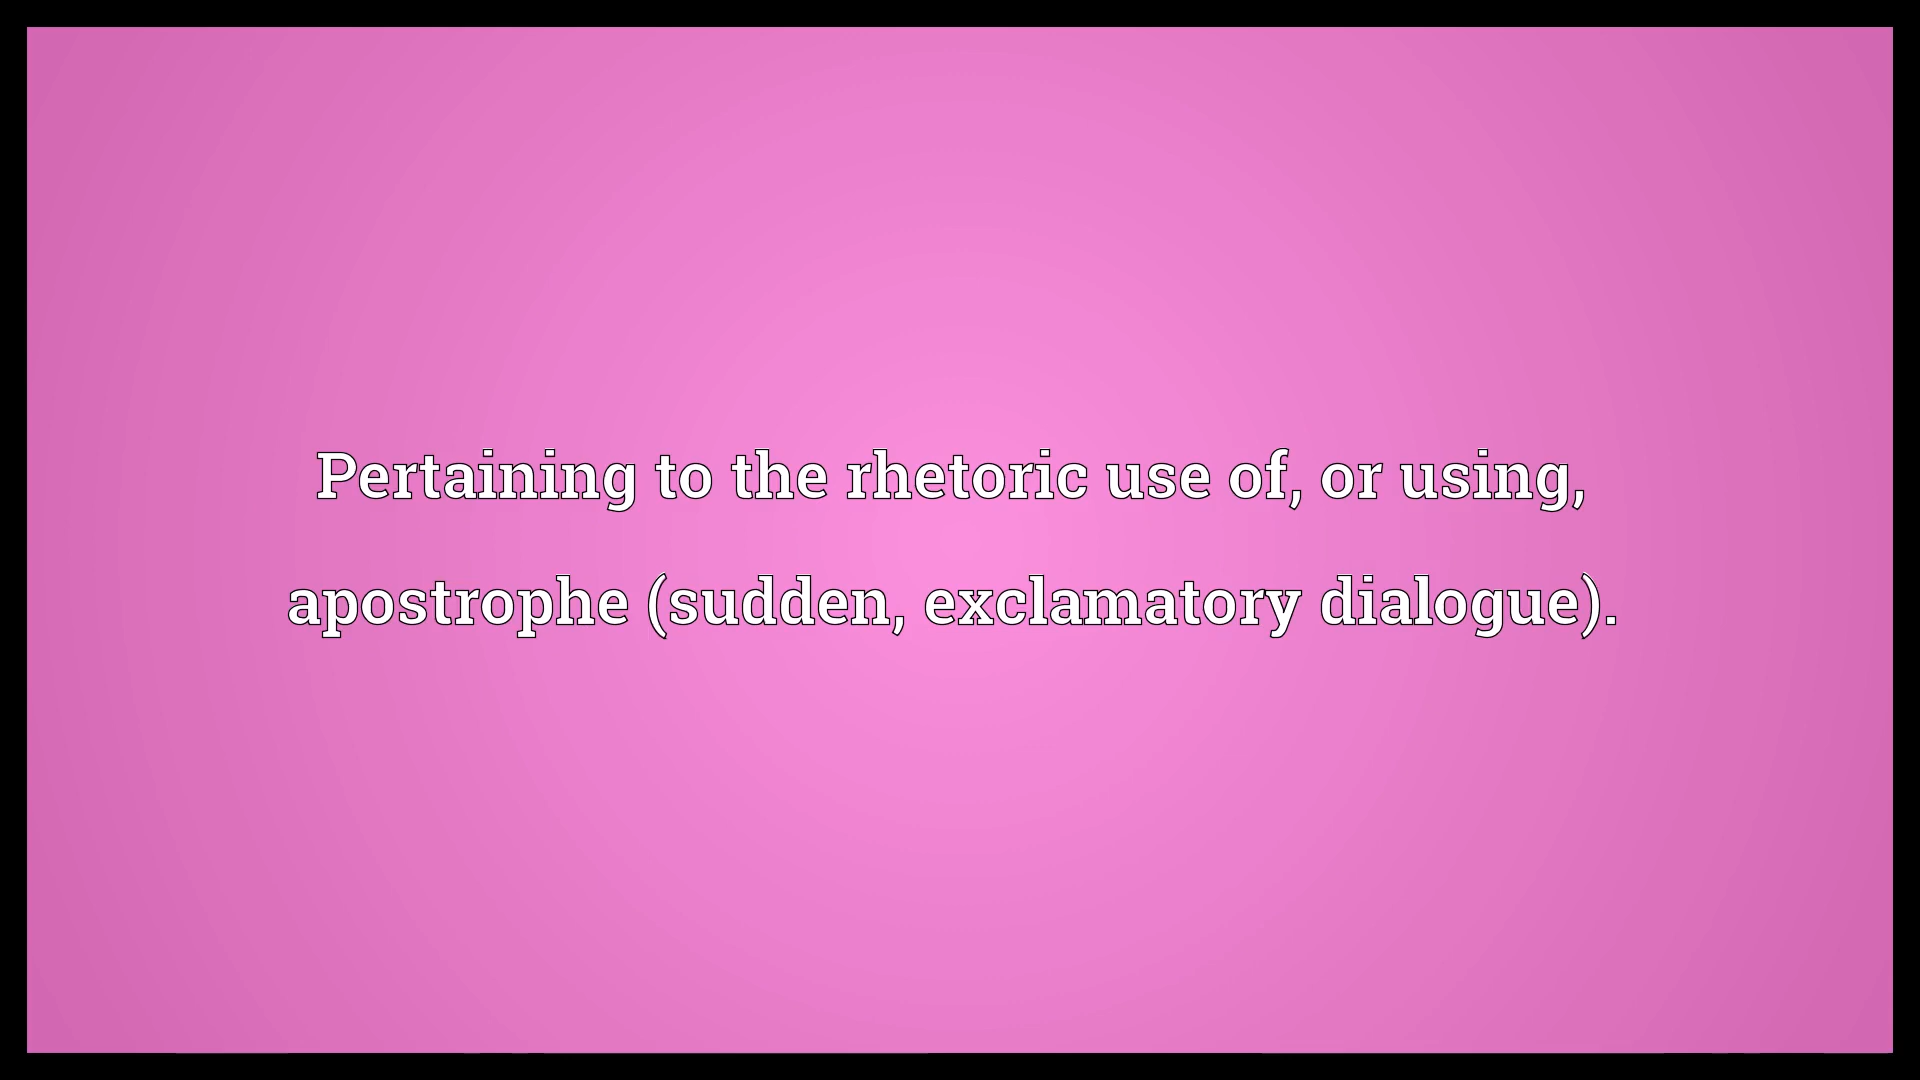 Pertaining to the rhetoric use of, or using,
apostrophe (sudden, exclamatory dialogue).